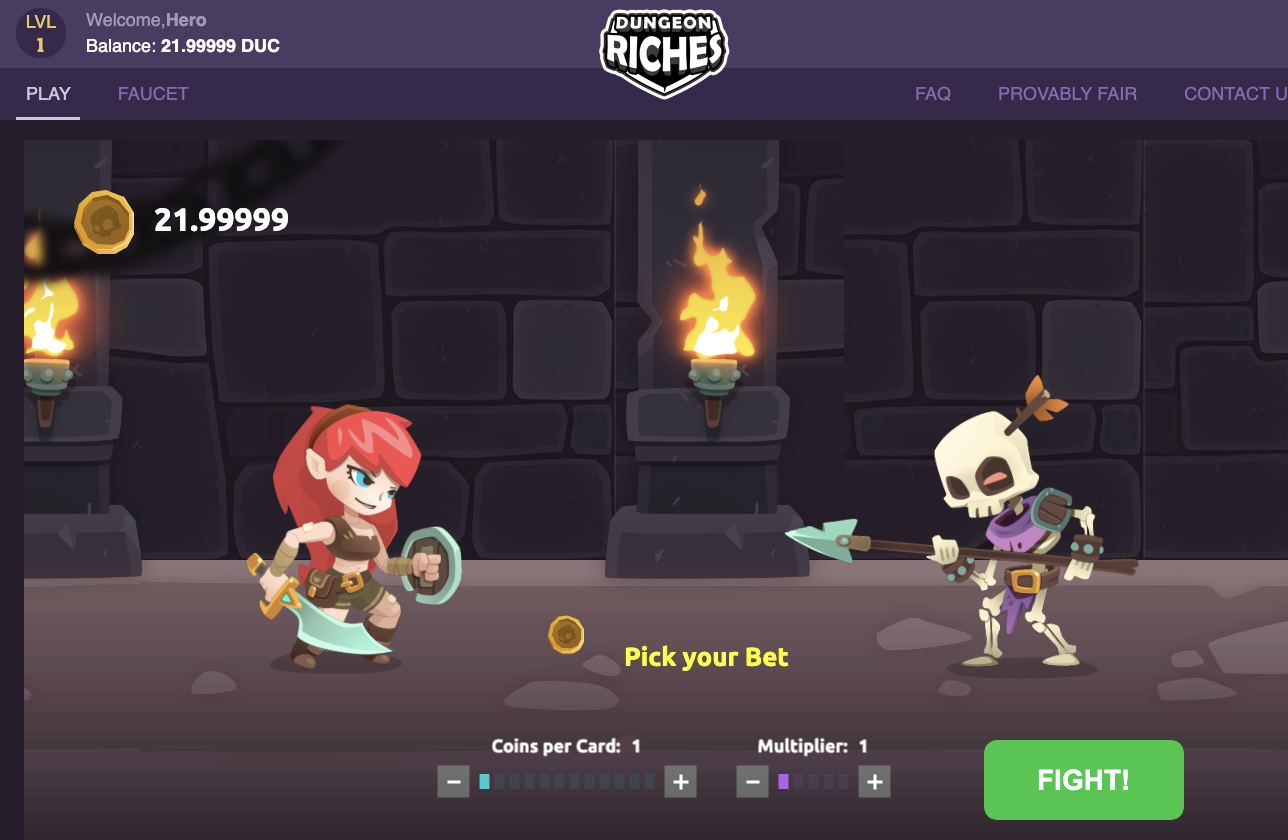 LVL
1
Welcome,Hero
Balance: 21.99999 DUC
DUNGEON
RICHES
PLAY
FAUCET
FAQ
PROVABLY FAIR
CONTACT U
21.99999
Pick your Bet
Coins per Card: 1
Multiplier: 1
− +
− +
FIGHT!